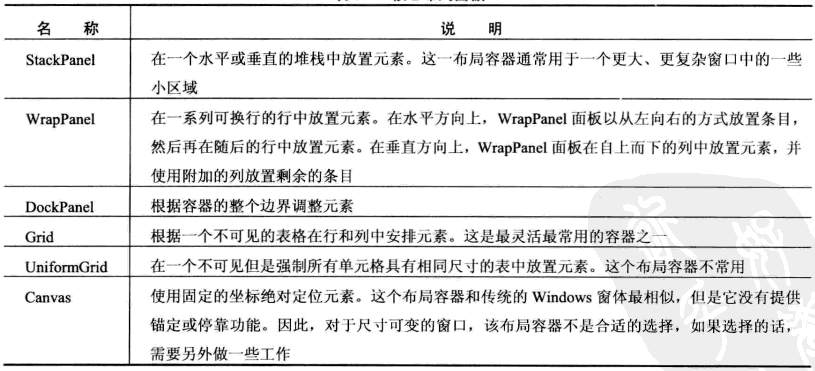 名 称 说 明
StackPanel 在一个水平或垂直的堆栈中放置元素。这一布局容器通常用于一个更大、更复杂窗口中的一些
小区域
WrapPanel 在一系列可换行的行中放置元素。在水平方向上，WrapPanel 面板以从左向右的方式放置条目，
然后再在随后的行中放置元素。在垂直方向上，WrapPanel 面板在自上而下的列中放置元素，并
使用附加的列放置剩余的条目
DockPanel 根据容器的整个边界调整元素
Grid 根据一个不可见的表格在行和列中安排元素。这是最灵活最常用的容器之一
UniformGrid 在一个不可见但是强制所有单元格具有相同尺寸的表中放置元素。这个布局容器不常用
Canvas 使用固定的坐标绝对定位元素。这个布局容器和传统的 Windows 窗体最相似，但是它没有提供
锚定或停靠功能。因此，对于尺寸可变的窗口，该布局容器不是合适的选择，如果选择的话，
需要另外做一些工作